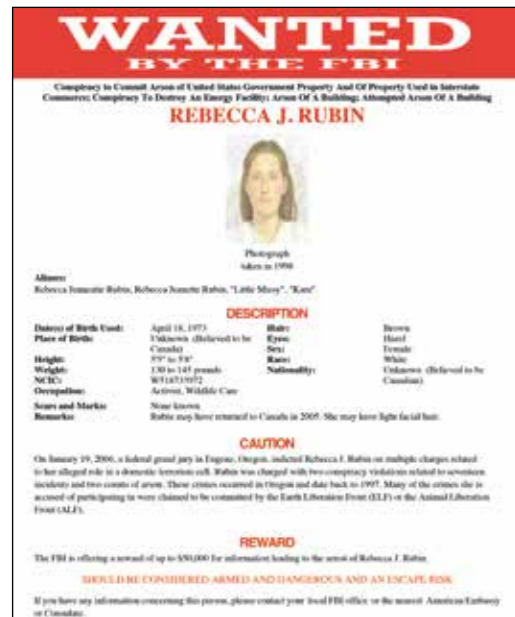 WANTED
BY THE FBI
Conspiracy to Commit Arson of United States Government Property And Of Property Used in Interstate
Commerce; Conspiracy To Destroy An Energy Facility; Arson Of A Building; Attempted Arson Of A Building
REBECCA J. RUBIN
Photograph
taken in 1990
Aliases:
Rebecca Jeanette Rubin, Rebecca Jeanette Rubin, "Little Missy", "Kara"
DESCRIPTION
Date(s) of Birth Used: April 18, 1973 Hair: Brown
Place of Birth: Unknown (Believed to be Eyes: Hazel
Canada) Sex: Female
Height: 5'7" to 5'8" Race: White
Weight: 130 to 145 pounds Nationality: Unknown (Believed to be
NCIC: Canadian)
Occupation: Activist, Wildlife Care
Scars and Marks: None known
Remarks: Rubin may have returned to Canada in 2005. She may have light facial hair.
CAUTION
On January 19, 2006, a federal grand jury in Eugene, Oregon, indicted Rebecca J. Rubin on multiple charges related
to her alleged role in a domestic terrorism cell. Rubin was charged with two conspiracy violations related to seventeen
incidents and two counts of arson. These crimes occurred in Oregon and date back to 1997. Many of the crimes she is
accused of participating in were claimed to be committed by the Earth Liberation Front (ELF) or the Animal Liberation
Front (ALF).
REWARD
The FBI is offering a reward of up to $50,000 for information leading to the arrest of Rebecca J. Rubin
SHOULD BE CONSIDERED ARMED AND DANGEROUS AND AN ESCAPE RISK
If you have any information concerning this person, please contact your local FBI office or the nearest American Embassy
or Consulate.